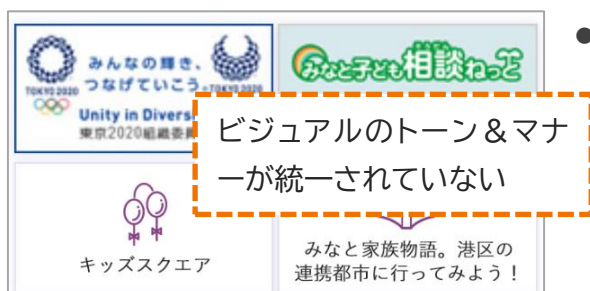 みんなの輝き、
つなげていこう。
TOKYO 2020
TOKYO 2020
Unity in Divers
東京2020組織委員
みなと子ども相談ねっと
ビジュアルのトーン＆マナ
ーが統一されていない
キッズスクエア
みなと家族物語。港区の
連携都市に行ってみよう！